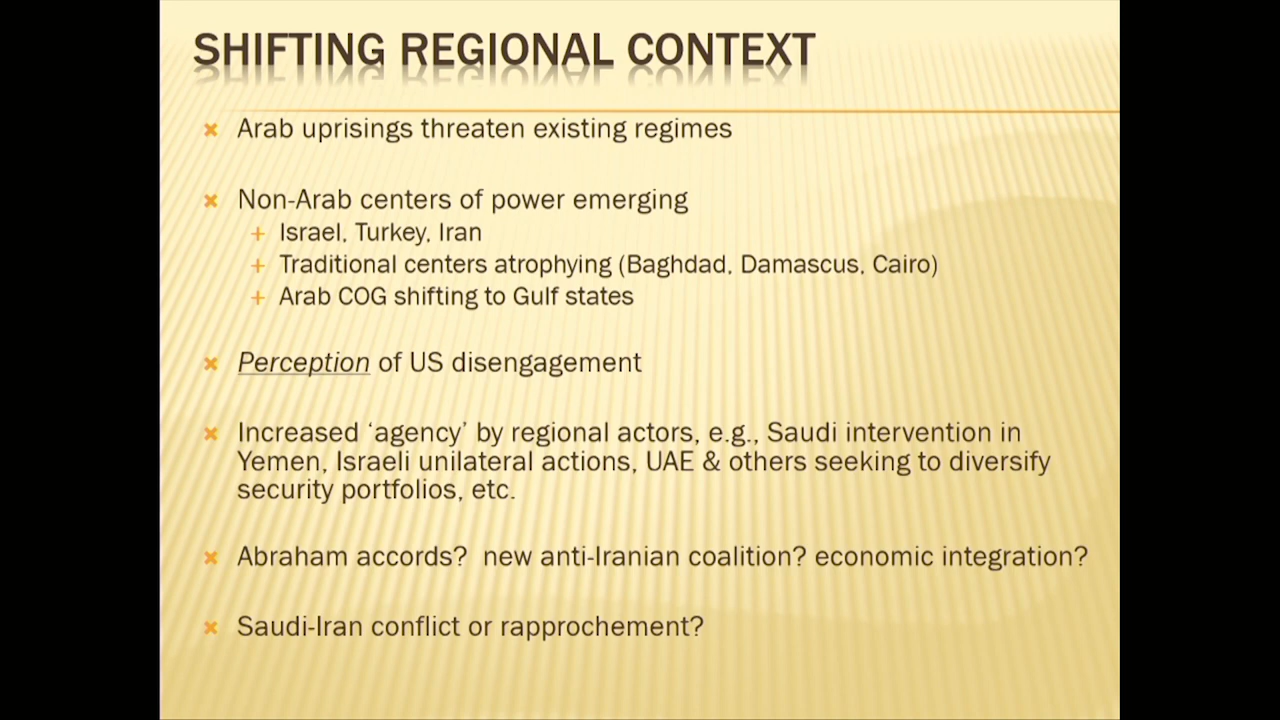 SHIFTING REGIONAL CONTEXT
Arab uprisings threaten existing regimes
Non-Arab centers of power emerging
Israel, Turkey, Iran
Traditional centers atrophying (Baghdad, Damascus, Cairo)
Arab COG shifting to Gulf states
Perception of US disengagement
Increased ‘agency’ by regional actors, e.g., Saudi intervention in
Yemen, Israeli unilateral actions, UAE & others seeking to diversify
security portfolios, etc.
Abraham accords?  new anti-Iranian coalition? economic integration?
Saudi-Iran conflict or rapprochement?